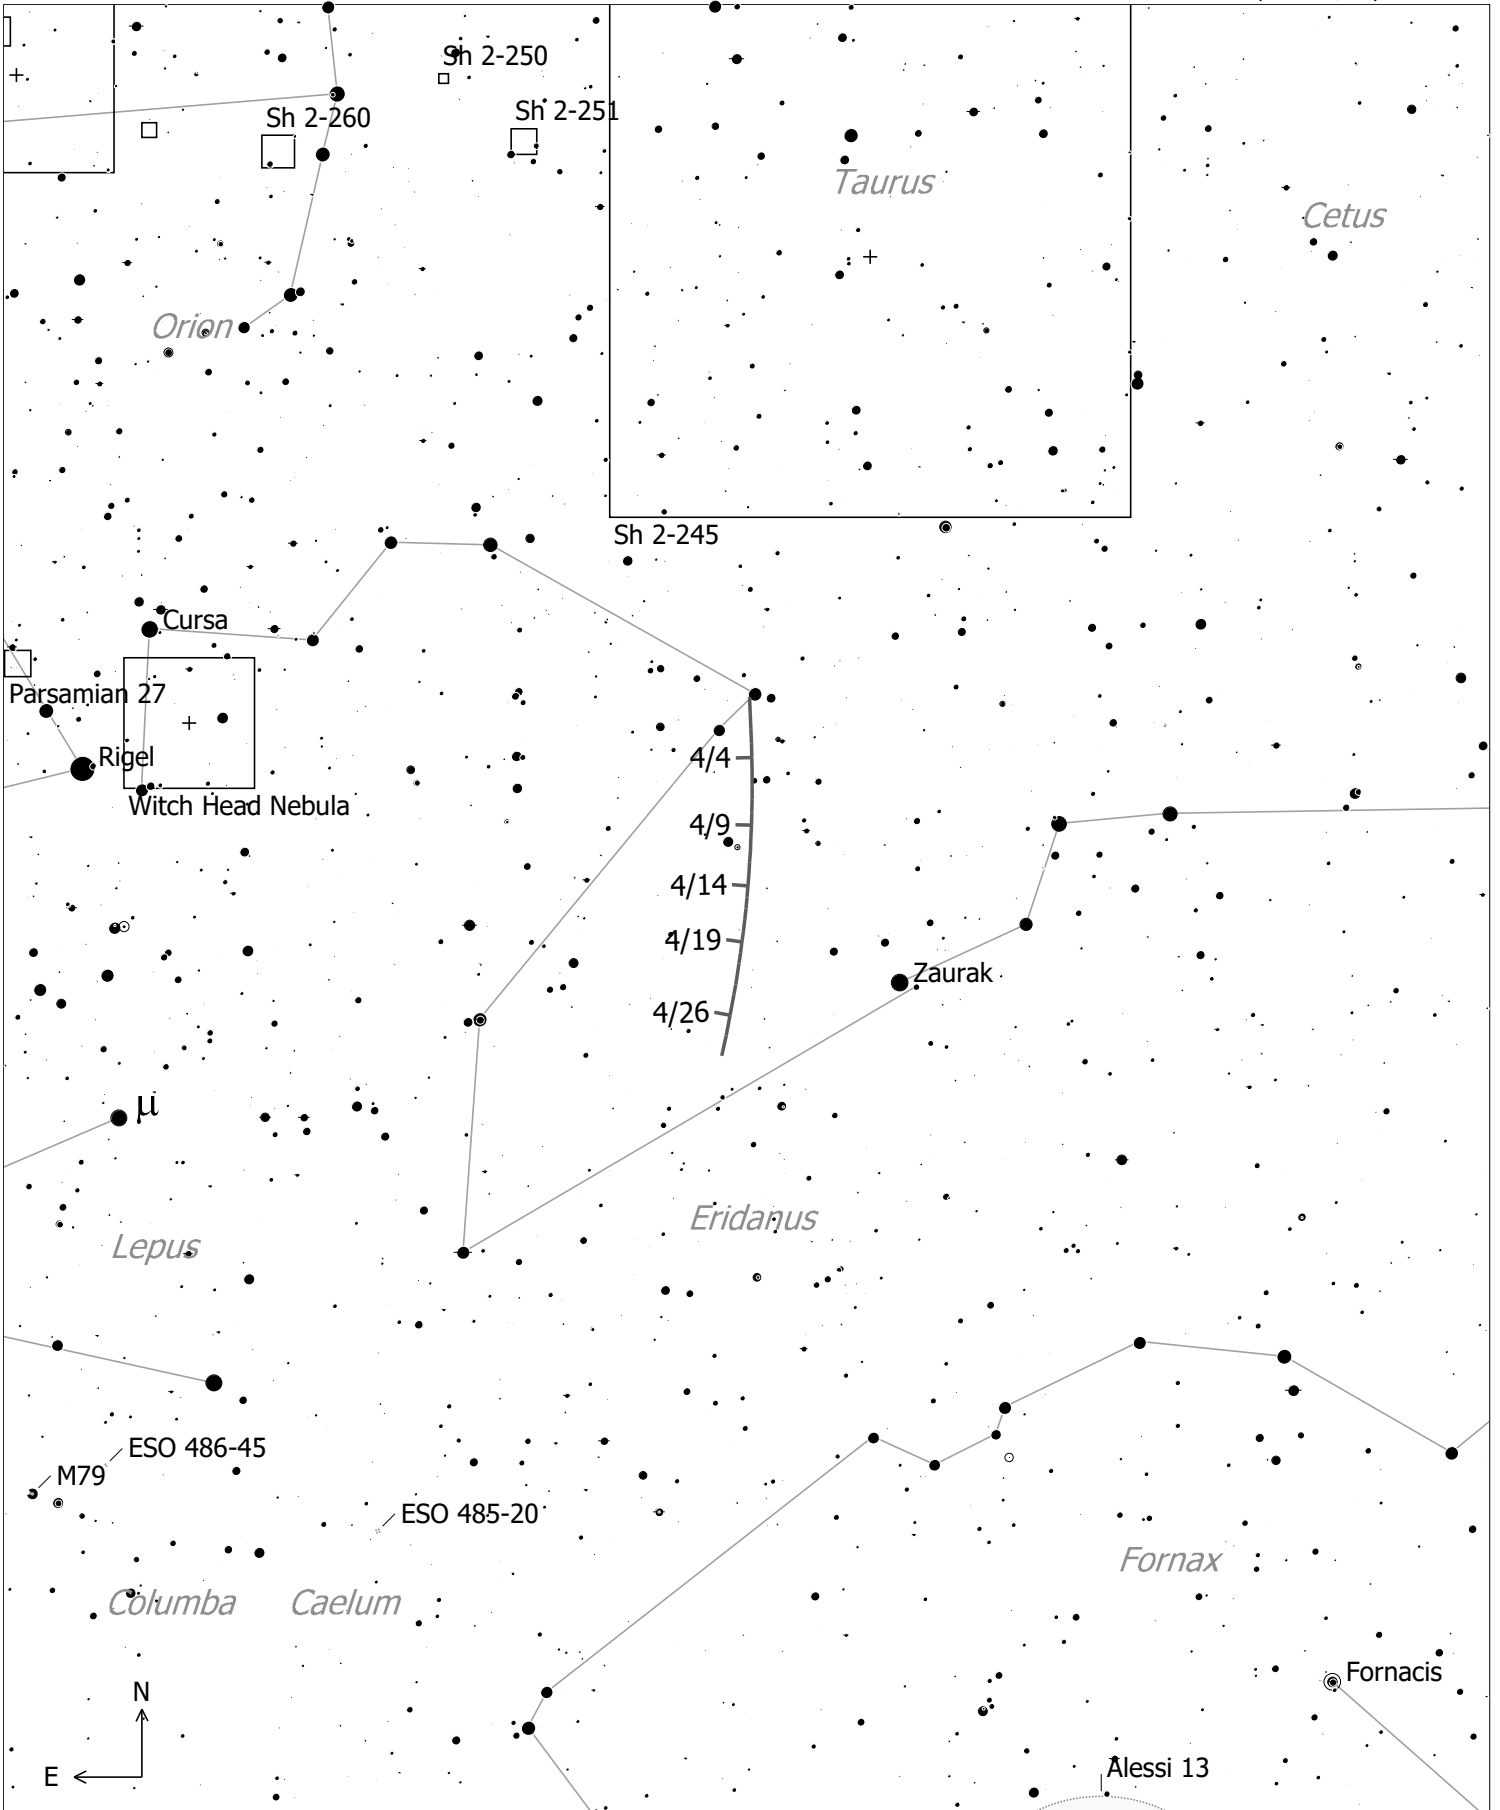 Sh 2-250
Sh 2-260
Sh 2-251
Taurus
Cetus
Orion
Sh 2-245
Cursa
Parsamian 27
Rigel
Witch Head Nebula
4/4
4/9
4/14
4/19
4/26
Zaurak
μ
Eridanus
Lepus
ESO 486-45
M79
ESO 485-20
Fornax
Columba
Caelum
Fornacis
N
E
Alessi 13